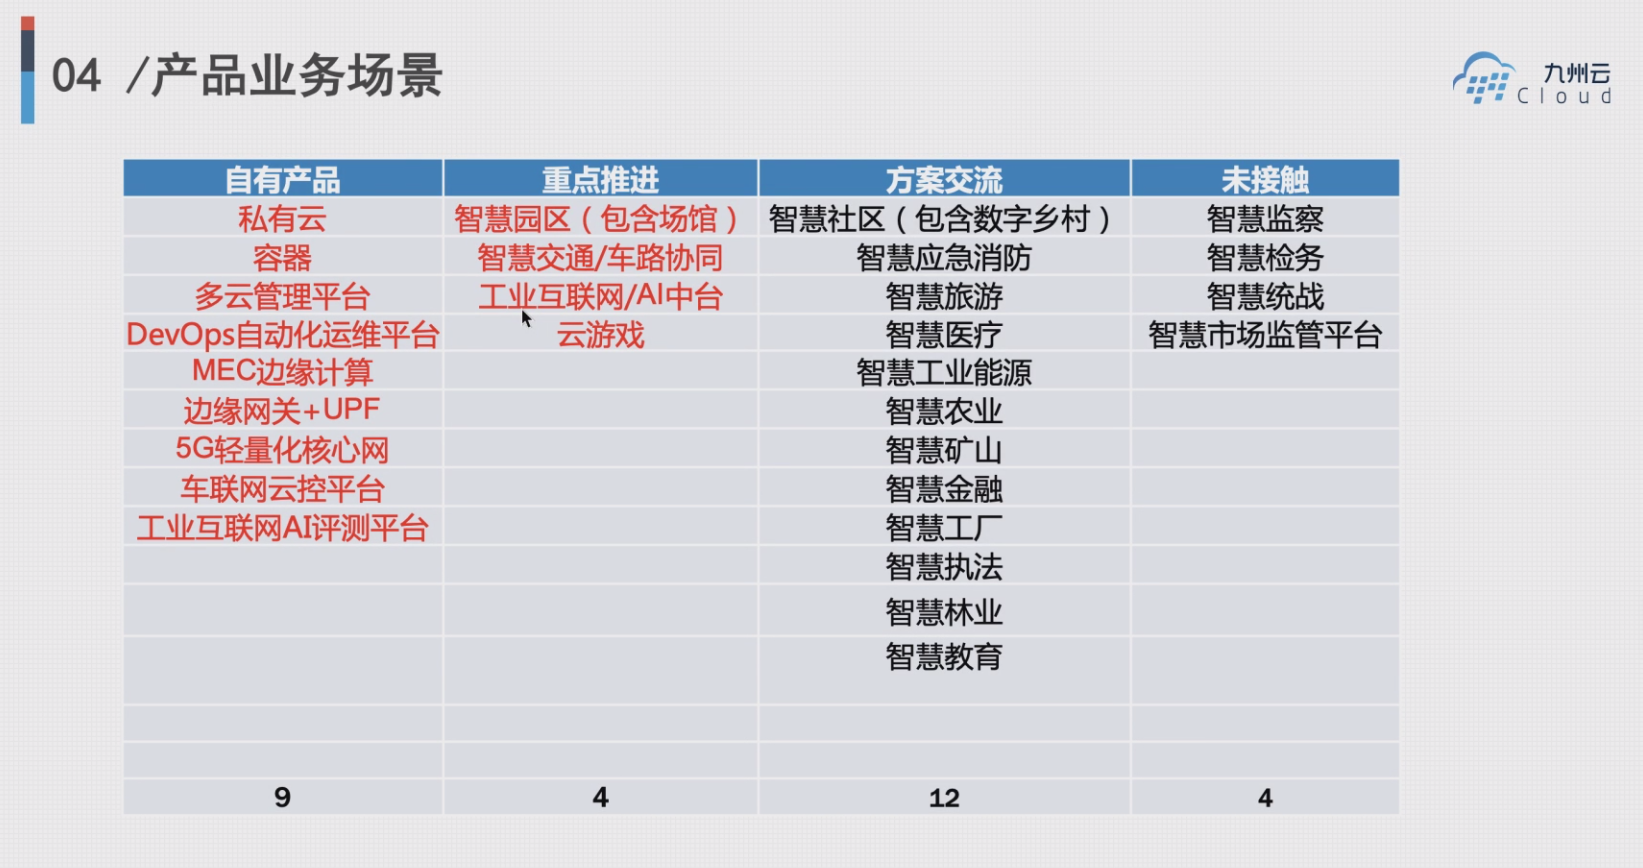 04 /产品业务场景
九州云
Cloud
自有产品 重点推进 方案交流 未接触
私有云 智慧园区（包含场馆） 智慧社区（包含数字乡村） 智慧监察
容器 智慧交通/车路协同 智慧应急消防 智慧检务
多云管理平台 工业互联网/AI中台 智慧旅游 智慧统战
DevOps自动化运维平台 云游戏 智慧医疗 智慧市场监管平台
MEC边缘计算 智慧工业能源
边缘网关+UPF 智慧农业
5G轻量化核心网 智慧矿山
车联网云控平台 智慧金融
工业互联网AI评测平台 智慧工厂
智慧执法
智慧林业
智慧教育
9 4 12 4